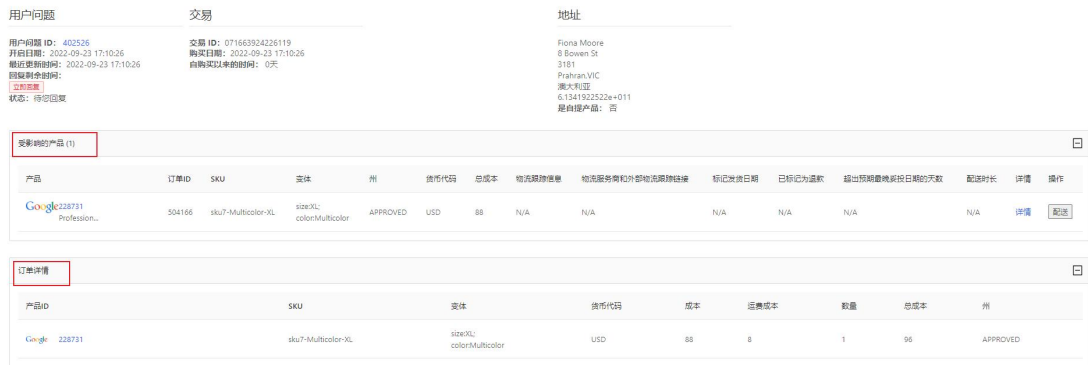 用户问题
交易
地址
用户问题 ID： 402526
开启日期： 2022-09-23 17:10:26
最近更新时间： 2022-09-23 17:10:26
回复剩余时间：
立即回复
状态： 待您回复
交易 ID： 071663924226119
购买日期： 2022-09-23 17:10:26
自购买以来的时间： 0天
Fiona Moore
8 Bowen St
3181
Prahran,VIC
澳大利亚
6.1341922522e+011
是自提产品： 否
受影响的产品 (1)
产品 订单ID SKU 变体 州 货币代码 总成本 物流跟踪信息 物流服务商和外部物流跟踪链接 标记发货日期 已标记为退款 超出预期最晚妥投日期的天数 配送时长 详情 操作
Google 228731 Profession... 504166 sku7-Multicolor-XL size:XL; color:Multicolor APPROVED USD 88 N/A N/A N/A N/A N/A N/A 详情 配送
订单详情
产品ID SKU 变体 货币代码 成本 运费成本 数量 总成本 州
Google 228731 sku7-Multicolor-XL size:XL; color:Multicolor USD 88 8 1 96 APPROVED